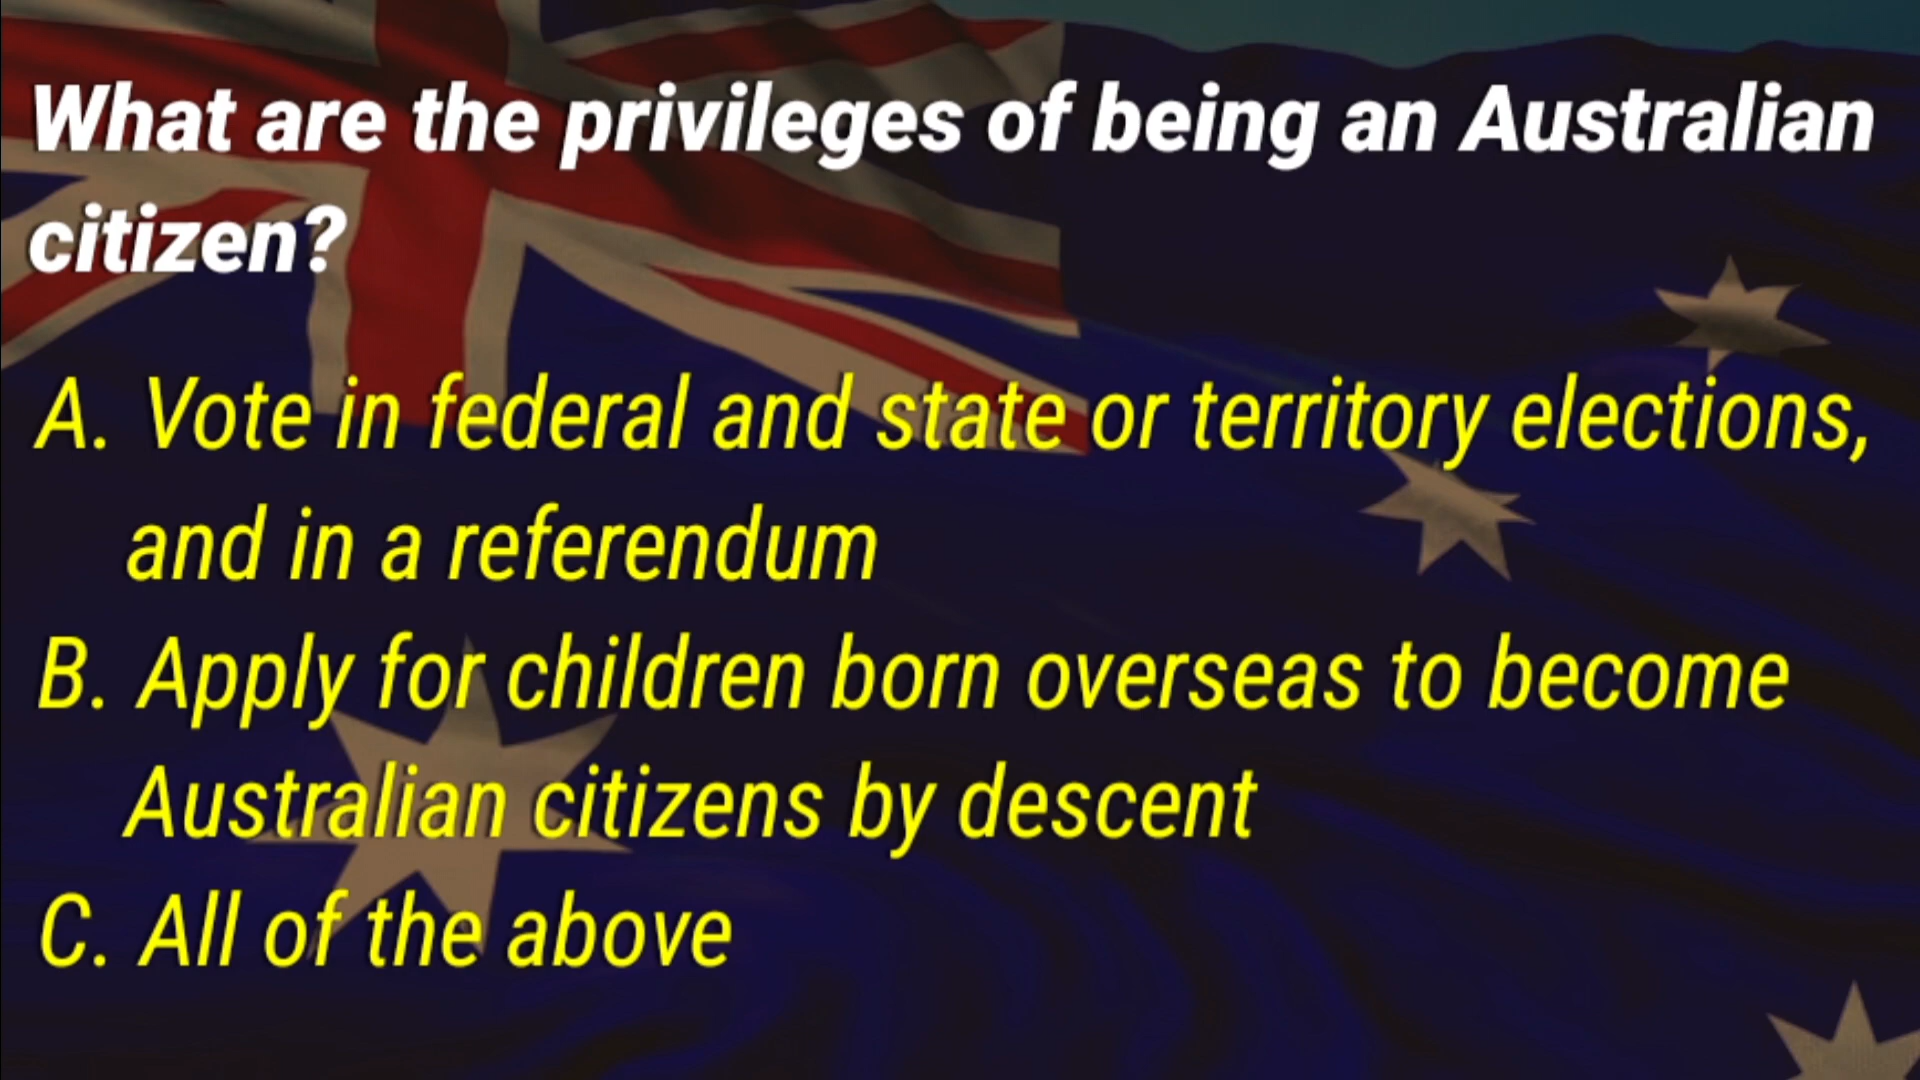 What are the privileges of being an Australian
citizen?
A. Vote in federal and state or territory elections,
and in a referendum
B. Apply for children born overseas to become
Australian citizens by descent
C. All of the above